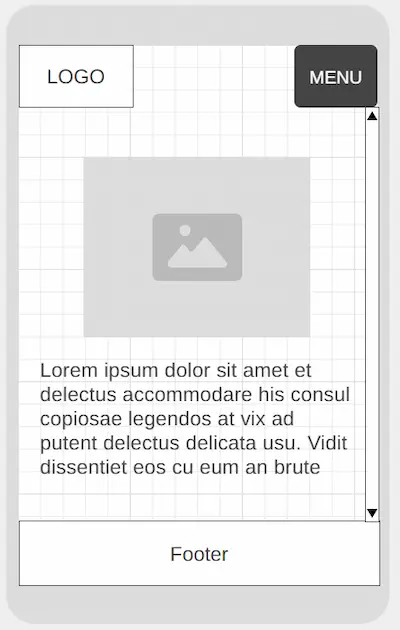 LOGO
MENU
Lorem ipsum dolor sit amet et
delectus accommodare his consul
copiosae legendos at vix ad
putent delectus delicata usu. Vidit
dissentiet eos cu eum an brute
Footer